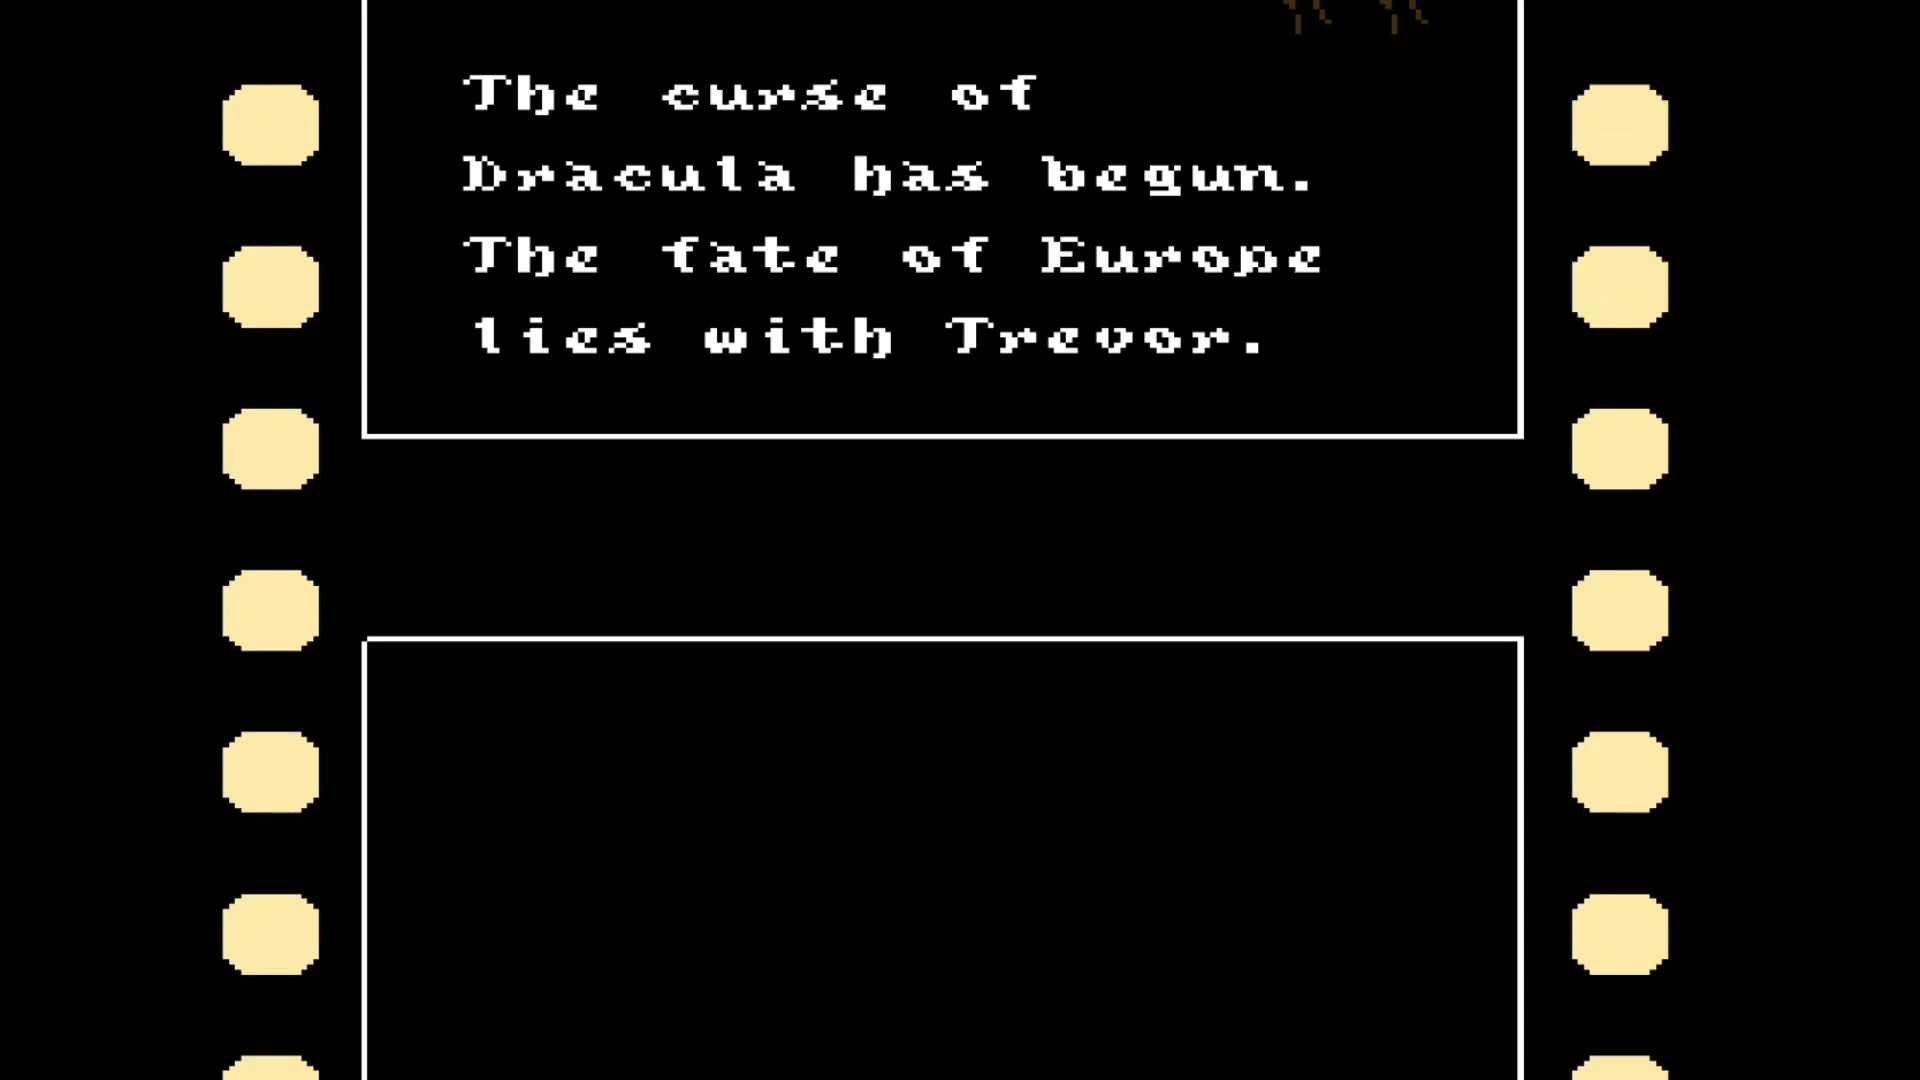 The curse of
Dracula has begun.
The fate of Europe
lies with Trevor.